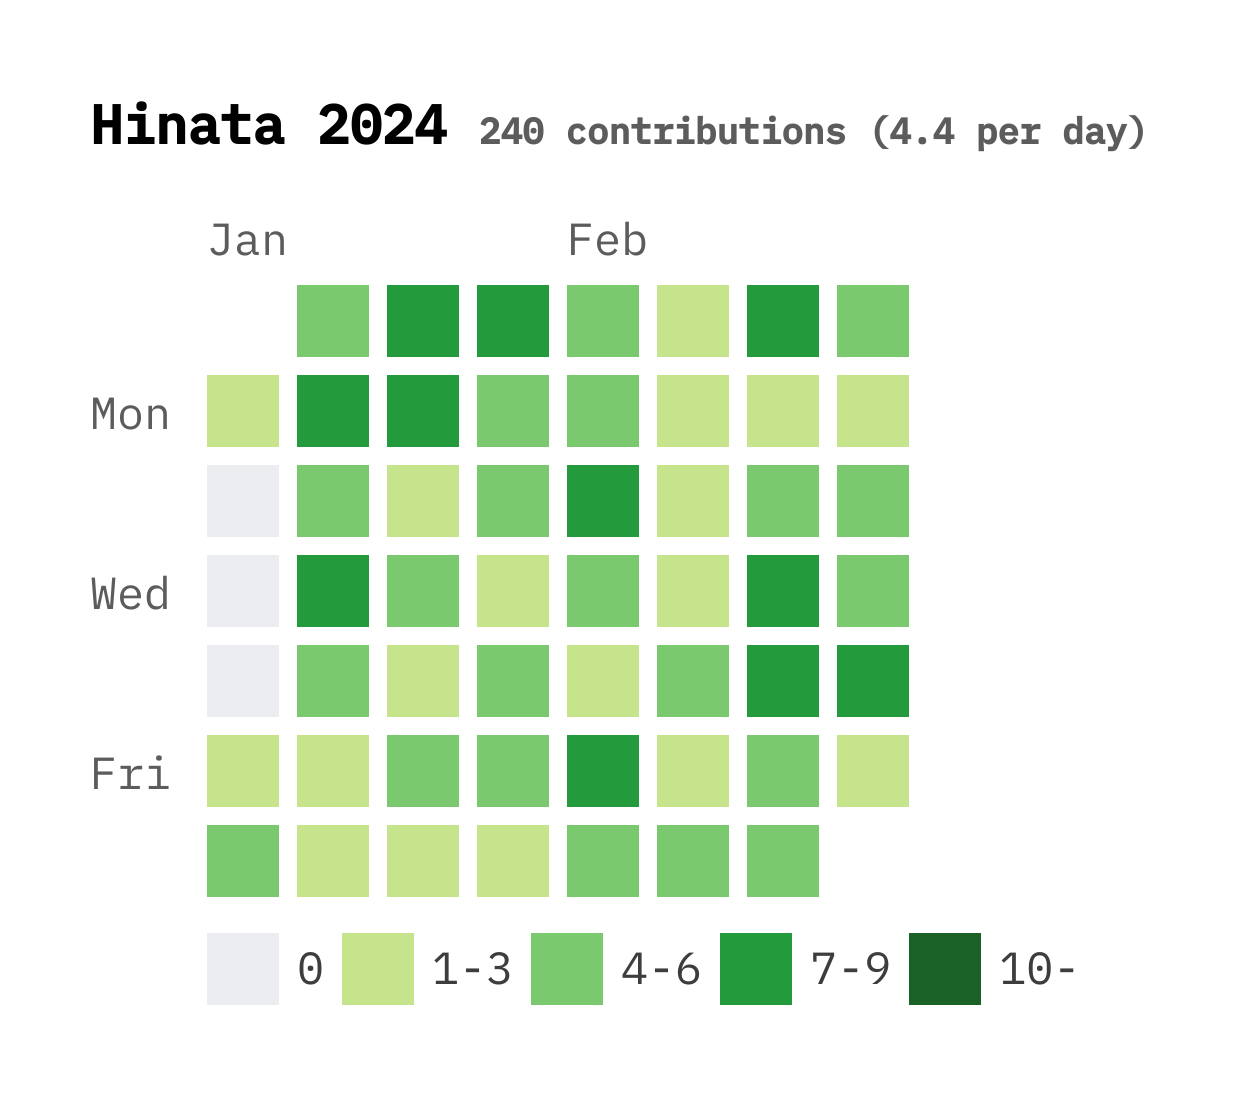 Hinata 2024 240 contributions (4.4 per day)
Jan Feb
Mon
Wed
Fri
0 1-3 4-6 7-9 10-